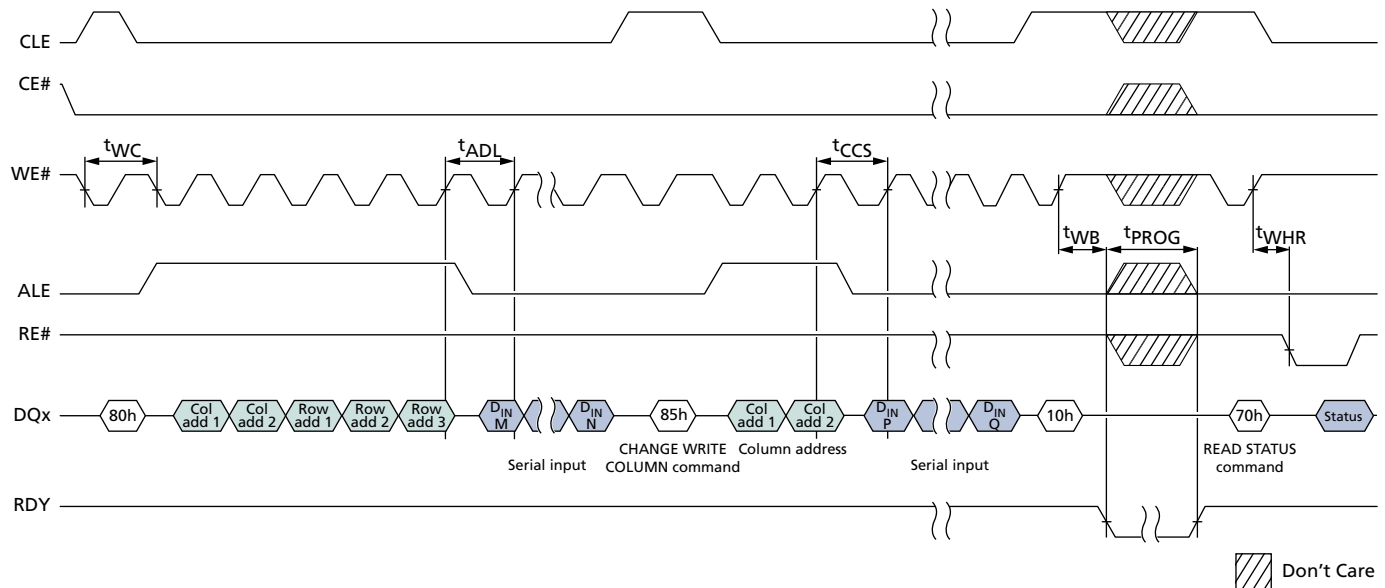 CLE
CE#
tWC
tADL
tCCS
WE#
tWB
tPROG
tWHR
ALE
RE#
DQx
80h
Col add 1
Col add 2
Row add 1
Row add 2
Row add 3
DIN M
DIN N
85h
Col add 1
Col add 2
DIN P
DIN Q
10h
70h
Status
Serial input
CHANGE WRITE
COLUMN command
Column address
Serial input
READ STATUS
command
RDY
Don't Care